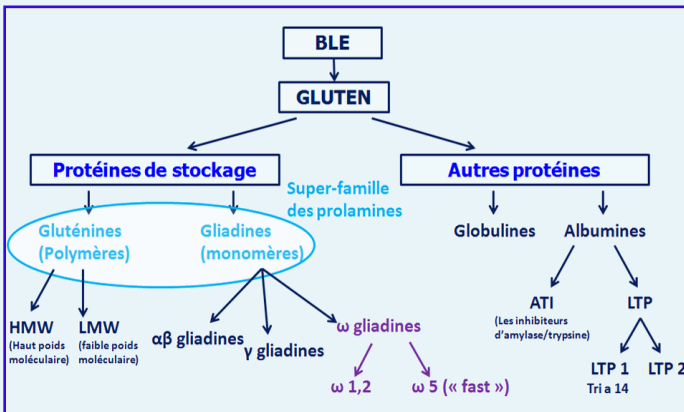 BLE
GLUTEN
Protéines de stockage
Autres protéines
Super-famille
des prolamines
Gluténines
(Polymères)
Gliadines
(monomères)
Globulines
Albumines
HMW
(Haut poids
moléculaire)
LMW
(faible poids
moléculaire)
αβ gliadines
γ gliadines
ω gliadines
ω 1,2
ω 5 (« fast »)
ATI
(Les inhibiteurs
d'amylase/trypsine)
LTP
LTP 1
Tri a 14
LTP 2